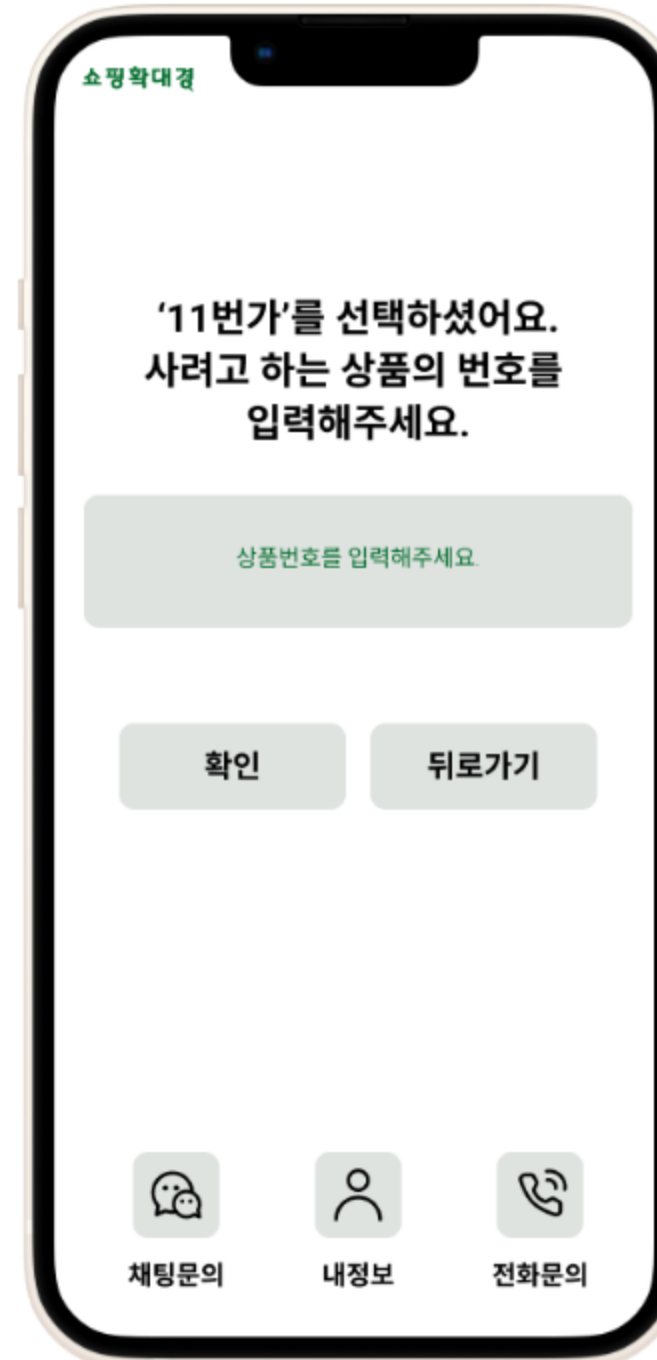 쇼핑확대경
‘11번가’를 선택하셨어요.
사려고 하는 상품의 번호를
입력해주세요.
상품번호를 입력해주세요.
확인 뒤로가기
채팅문의 내정보 전화문의